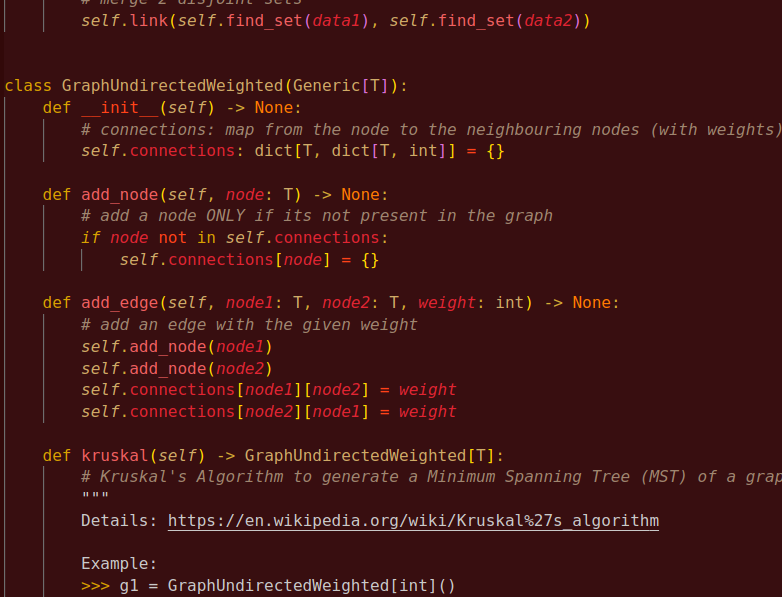 # merge 2 disjoint sets
self.link(self.find_set(data1), self.find_set(data2))
class GraphUndirectedWeighted(Generic[T]):
def __init__(self) -> None:
# connections: map from the node to the neighbouring nodes (with weights)
self.connections: dict[T, dict[T, int]] = {}
def add_node(self, node: T) -> None:
# add a node ONLY if its not present in the graph
if node not in self.connections:
self.connections[node] = {}
def add_edge(self, node1: T, node2: T, weight: int) -> None:
# add an edge with the given weight
self.add_node(node1)
self.add_node(node2)
self.connections[node1][node2] = weight
self.connections[node2][node1] = weight
def kruskal(self) -> GraphUndirectedWeighted[T]:
# Kruskal's Algorithm to generate a Minimum Spanning Tree (MST) of a grap
"""
Details: https://en.wikipedia.org/wiki/Kruskal%27s_algorithm
Example:
>>> g1 = GraphUndirectedWeighted[int]()